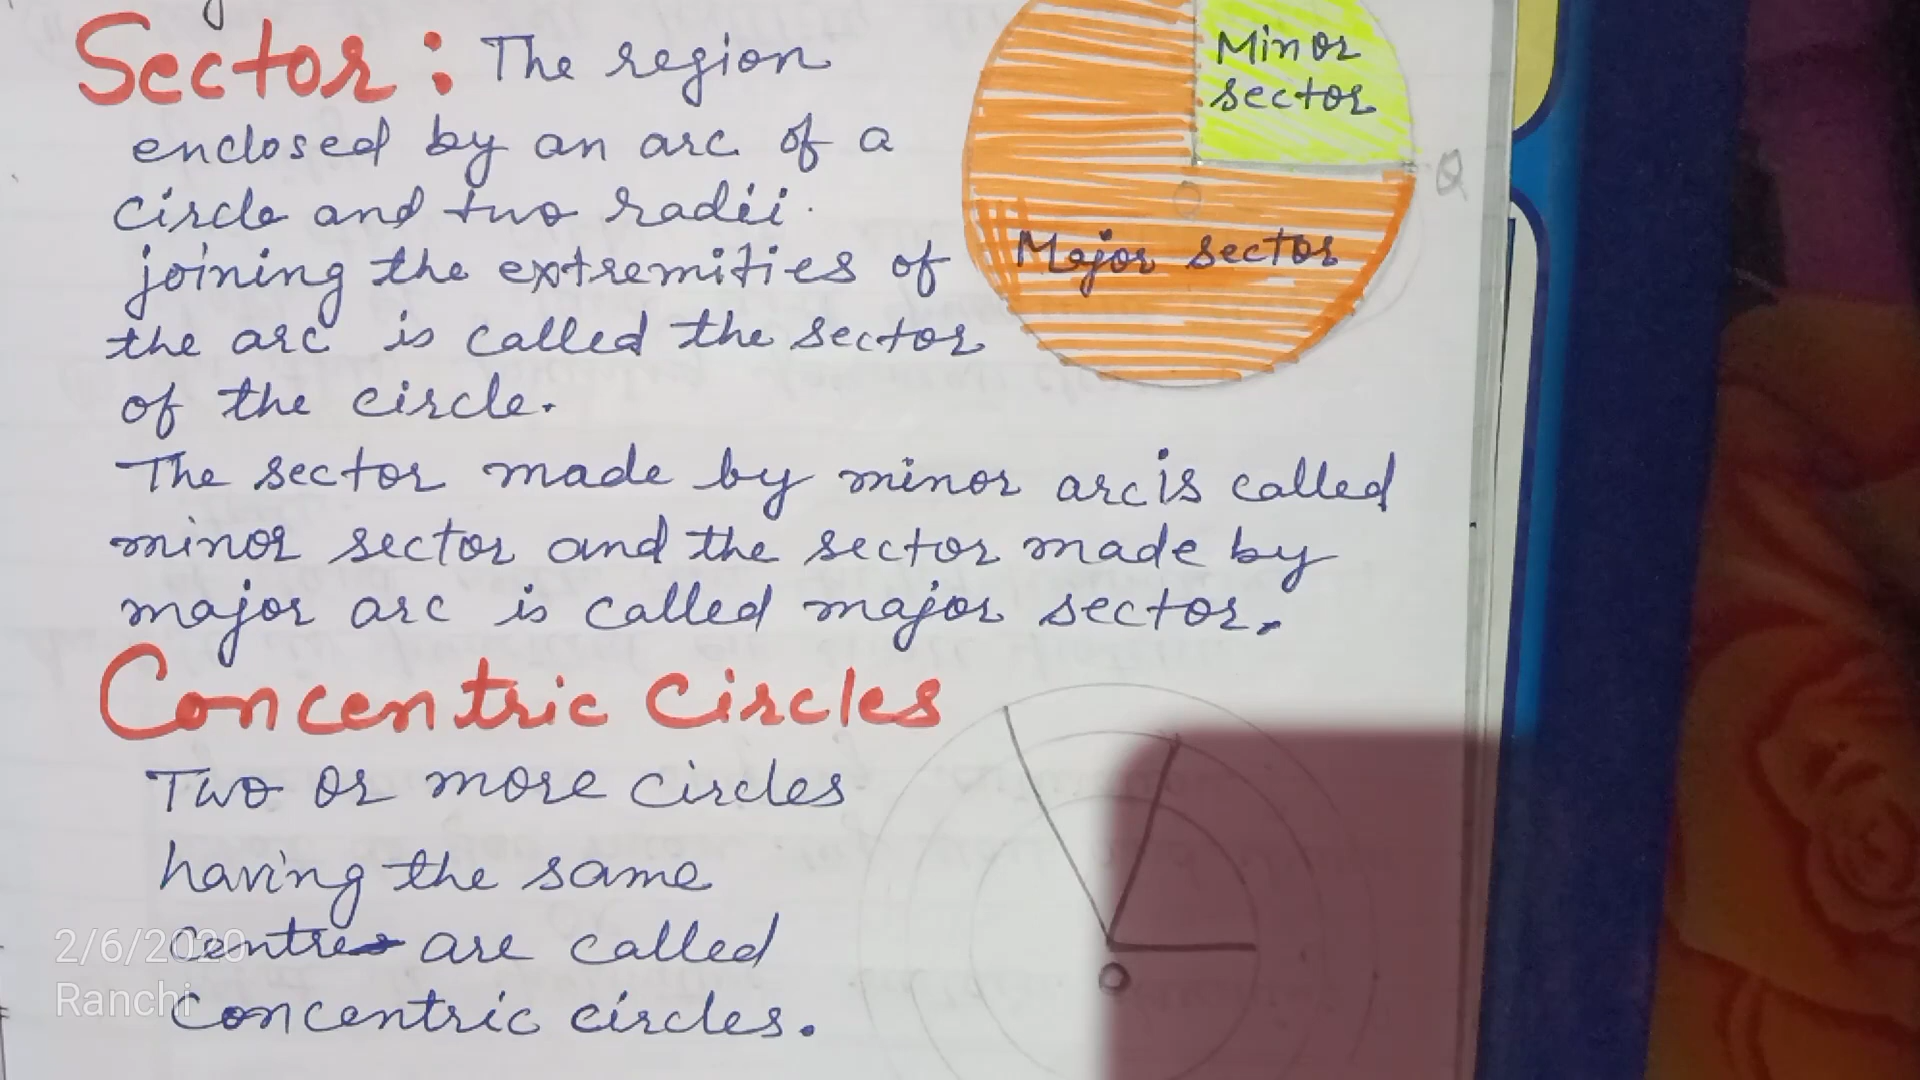 Sector: The region
enclosed by an arc of a
circle and two radii
joining the extremities of
the arc is called the sector
of the circle.
The sector made by minor arc is called
minor sector and the sector made by
major arc is called major sector.
Minor
sector
Q
O
Major sector
Concentric Circles
Two or more circles
having the same
centre are called
concentric circles.
O
2/6/2020
Ranchi